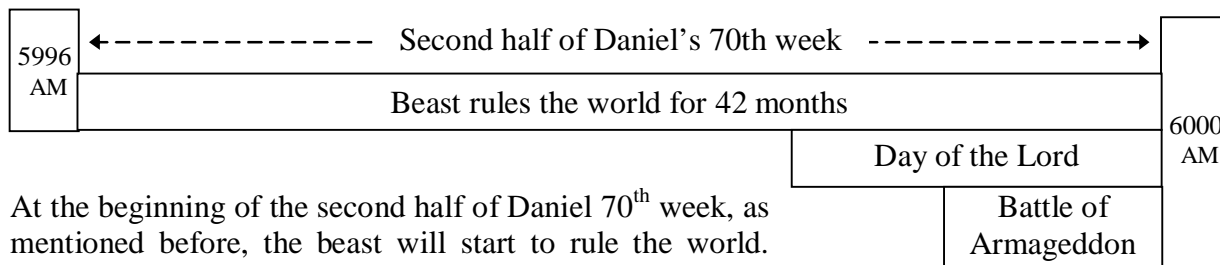 5996
AM
Second half of Daniel’s 70th week
Beast rules the world for 42 months
6000
AM
Day of the Lord
Battle of
Armageddon
At the beginning of the second half of Daniel 70th week, as
mentioned before, the beast will start to rule the world.